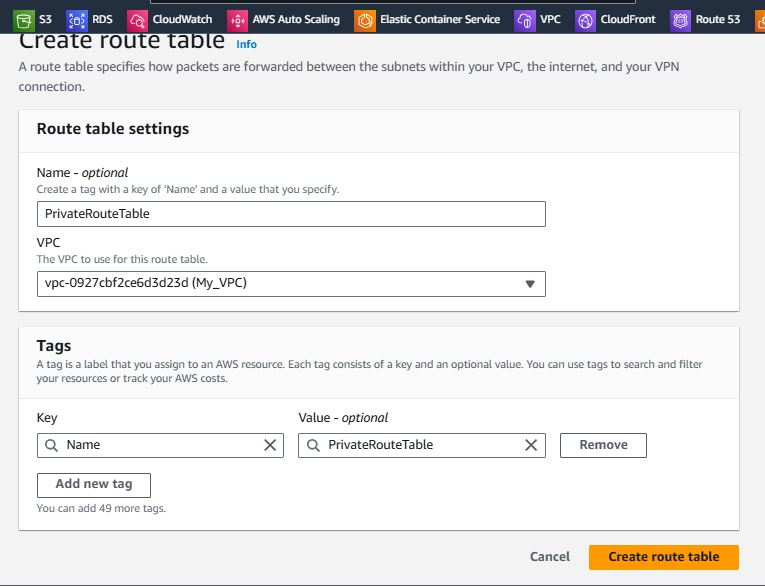 S3 RDS CloudWatch AWS Auto Scaling Elastic Container Service VPC CloudFront Route 53
Create route table Info
A route table specifies how packets are forwarded between the subnets within your VPC, the internet, and your VPN
connection.
Route table settings
Name - optional
Create a tag with a key of 'Name' and a value that you specify.
PrivateRouteTable
VPC
The VPC to use for this route table.
vpc-0927cbf2ce6d3d23d (My_VPC)
Tags
A tag is a label that you assign to an AWS resource. Each tag consists of a key and an optional value. You can use tags to search and filter
your resources or track your AWS costs.
Key Value - optional
Name PrivateRouteTable Remove
Add new tag
You can add 49 more tags.
Cancel Create route table